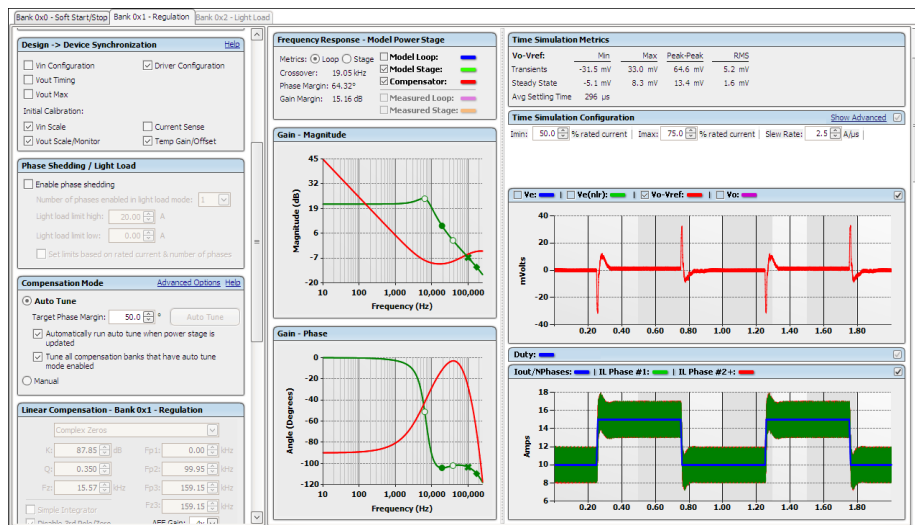 Bank 0x0 - Soft Start/Stop Bank 0x1 - Regulation Bank 0x2 - Light Load
Design -> Device Synchronization Help
Vin Configuration Driver Configuration
Vout Timing
Vout Max
Initial Calibration:
Vin Scale Current Sense
Vout Scale/Monitor Temp Gain/Offset
Phase Shedding / Light Load
Enable phase shedding
Number of phases enabled in light load mode: 1
Light load limit high: 20.00 A
Light load limit low: 0.00 A
Set limits based on rated current & number of phases
Compensation Mode Advanced Options Help
Auto Tune
Target Phase Margin: 50.0 ° Auto Tune
Automatically run auto tune when power stage is
updated
Tune all compensation banks that have auto tune
mode enabled
Manual
Linear Compensation - Bank 0x1 - Regulation
Complex Zeros
K: 87.85 dB Fp1: 0.00 kHz
Q: 0.350 Fp2: 99.95 kHz
Fz: 15.57 kHz Fp3: 159.15 kHz
Simple Integrator Fz3: 159.15 kHz
Disable 3rd Pole/Zero AFE Gain: 4x
Frequency Response - Model Power Stage
Metrics: Loop Stage
Crossover: 19.05 kHz
Phase Margin: 64.32°
Gain Margin: 15.16 dB
Model Loop:
Model Stage:
Compensator:
Measured Loop:
Measured Stage:
Gain - Magnitude
Magnitude (dB)
45
32
19
6
-7
-20
10 100 1,000 10,000 100,000
Frequency (Hz)
Gain - Phase
Angle (Degrees)
0
-20
-40
-60
-80
-100
-120
10 100 1,000 10,000 100,000
Frequency (Hz)
Time Simulation Metrics
Vo-Vref: Min Max Peak-Peak RMS
Transients -31.5 mV 33.0 mV 64.6 mV 5.2 mV
Steady State -5.1 mV 8.3 mV 13.4 mV 1.6 mV
Avg Settling Time 296 µs
Time Simulation Configuration Show Advanced
Imin: 50.0 % rated current | Imax: 75.0 % rated current | Slew Rate: 2.5 A/µs
Ve: | Ve(nlr): | Vo-Vref: | Vo:
mVolts
40
20
0
-20
-40
0.20 0.40 0.60 0.80 1.00 1.20 1.40 1.60 1.80
Duty:
Iout/NPhases: | IL Phase #1: | IL Phase #2+:
Amps
18
16
14
12
10
8
6
0.20 0.40 0.60 0.80 1.00 1.20 1.40 1.60 1.80